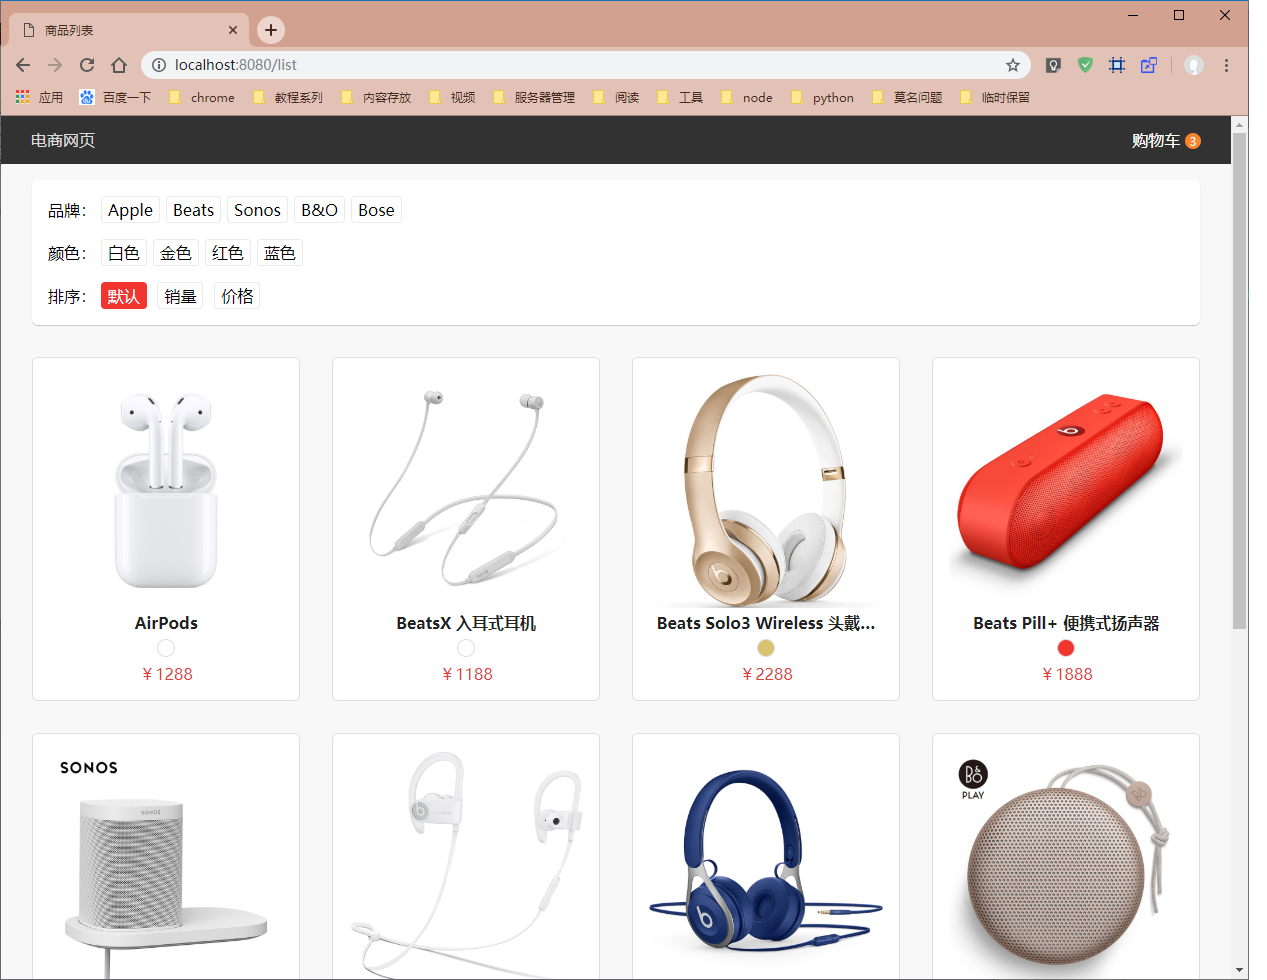 商品列表
localhost:8080/list
应用 百度一下 chrome 教程系列 内容存放 视频 服务器管理 阅读 工具 node python 莫名问题 临时保留
电商网页 购物车 3
品牌： Apple Beats Sonos B&O Bose
颜色： 白色 金色 红色 蓝色
排序： 默认 销量 价格
AirPods
￥1288
BeatsX 入耳式耳机
￥1188
Beats Solo3 Wireless 头戴...
￥2288
Beats Pill+ 便携式扬声器
￥1888
SONOS
SONOS
B&O
PLAY